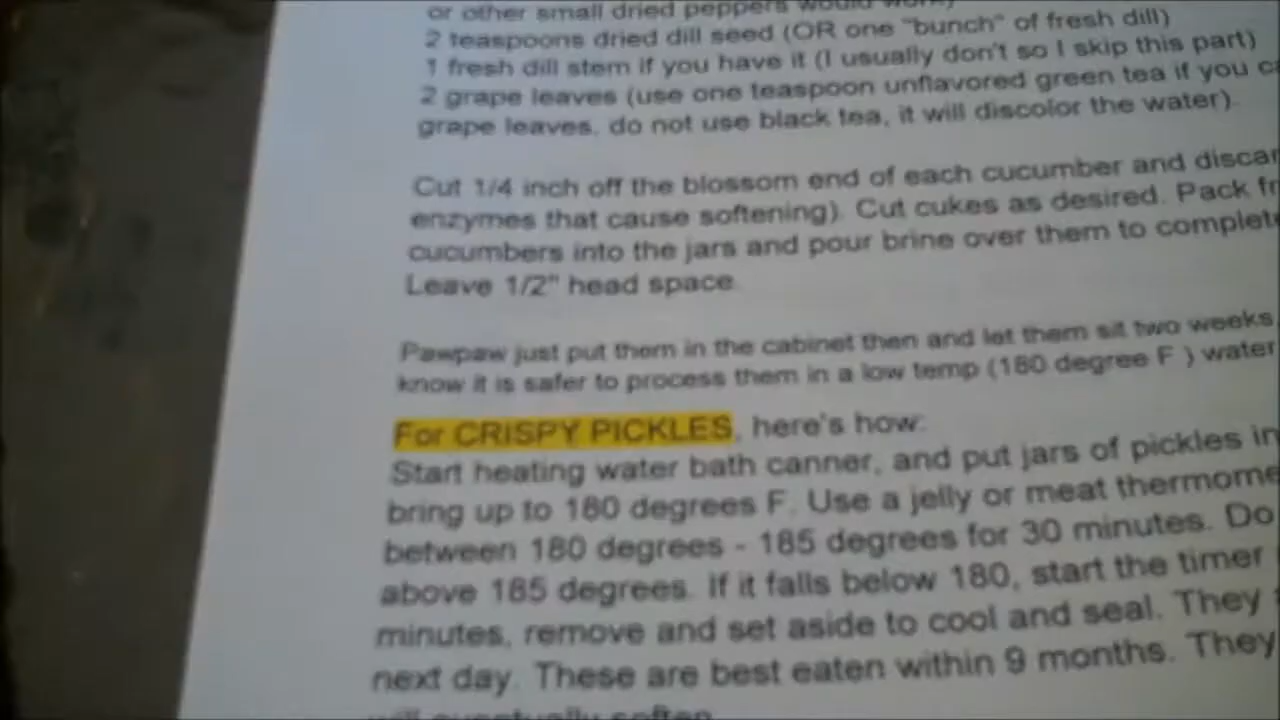 or other small dried peppers would work)
2 teaspoons dried dill seed (OR one "bunch" of fresh dill)
1 fresh dill stem if you have it (I usually don't so I skip this part)
2 grape leaves (use one teaspoon unflavored green tea if you ca
grape leaves, do not use black tea, it will discolor the water).
Cut 1/4 inch off the blossom end of each cucumber and discar
enzymes that cause softening). Cut cukes as desired. Pack fr
cucumbers into the jars and pour brine over them to complet
Leave 1/2" head space.
Pawpaw just put them in the cabinet then and let them sit two weeks,
know it is safer to process them in a low temp (180 degree F ) water
For CRISPY PICKLES, here's how:
Start heating water bath canner, and put jars of pickles in
bring up to 180 degrees F. Use a jelly or meat thermome
between 180 degrees - 185 degrees for 30 minutes. Do
above 185 degrees. If it falls below 180, start the timer
minutes, remove and set aside to cool and seal. They
next day. These are best eaten within 9 months. They
will eventually soften